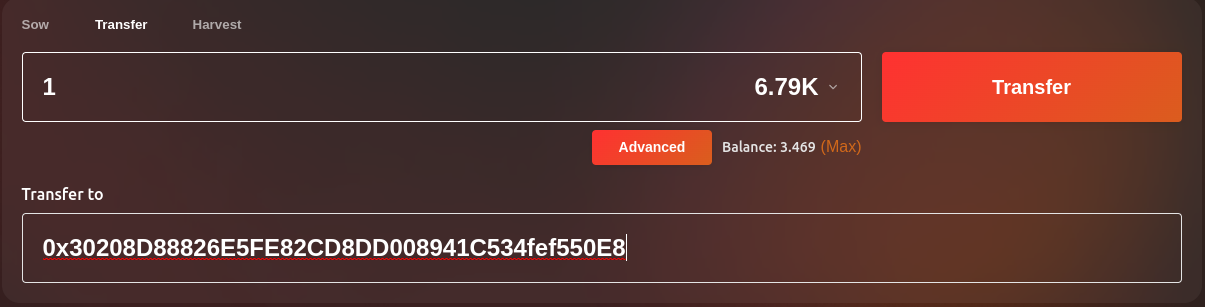 Sow Transfer Harvest
1 6.79K Transfer
Advanced Balance: 3.469 (Max)
Transfer to
0x30208D88826E5FE82CD8DD008941C534fef550E8